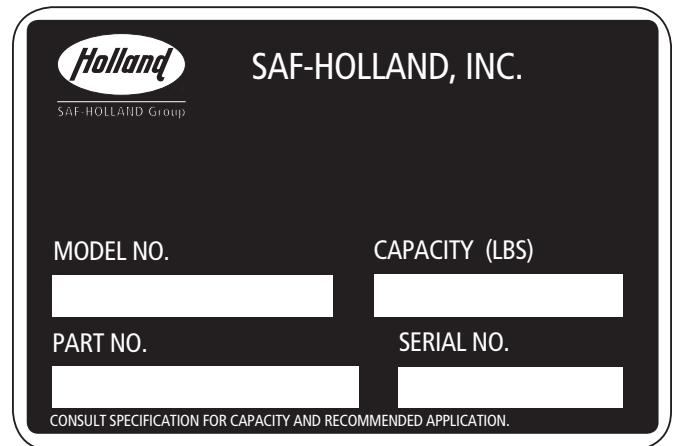 Holland
SAF-HOLLAND, INC.
SAF-HOLLAND Group
MODEL NO.
CAPACITY (LBS)
PART NO.
SERIAL NO.
CONSULT SPECIFICATION FOR CAPACITY AND RECOMMENDED APPLICATION.